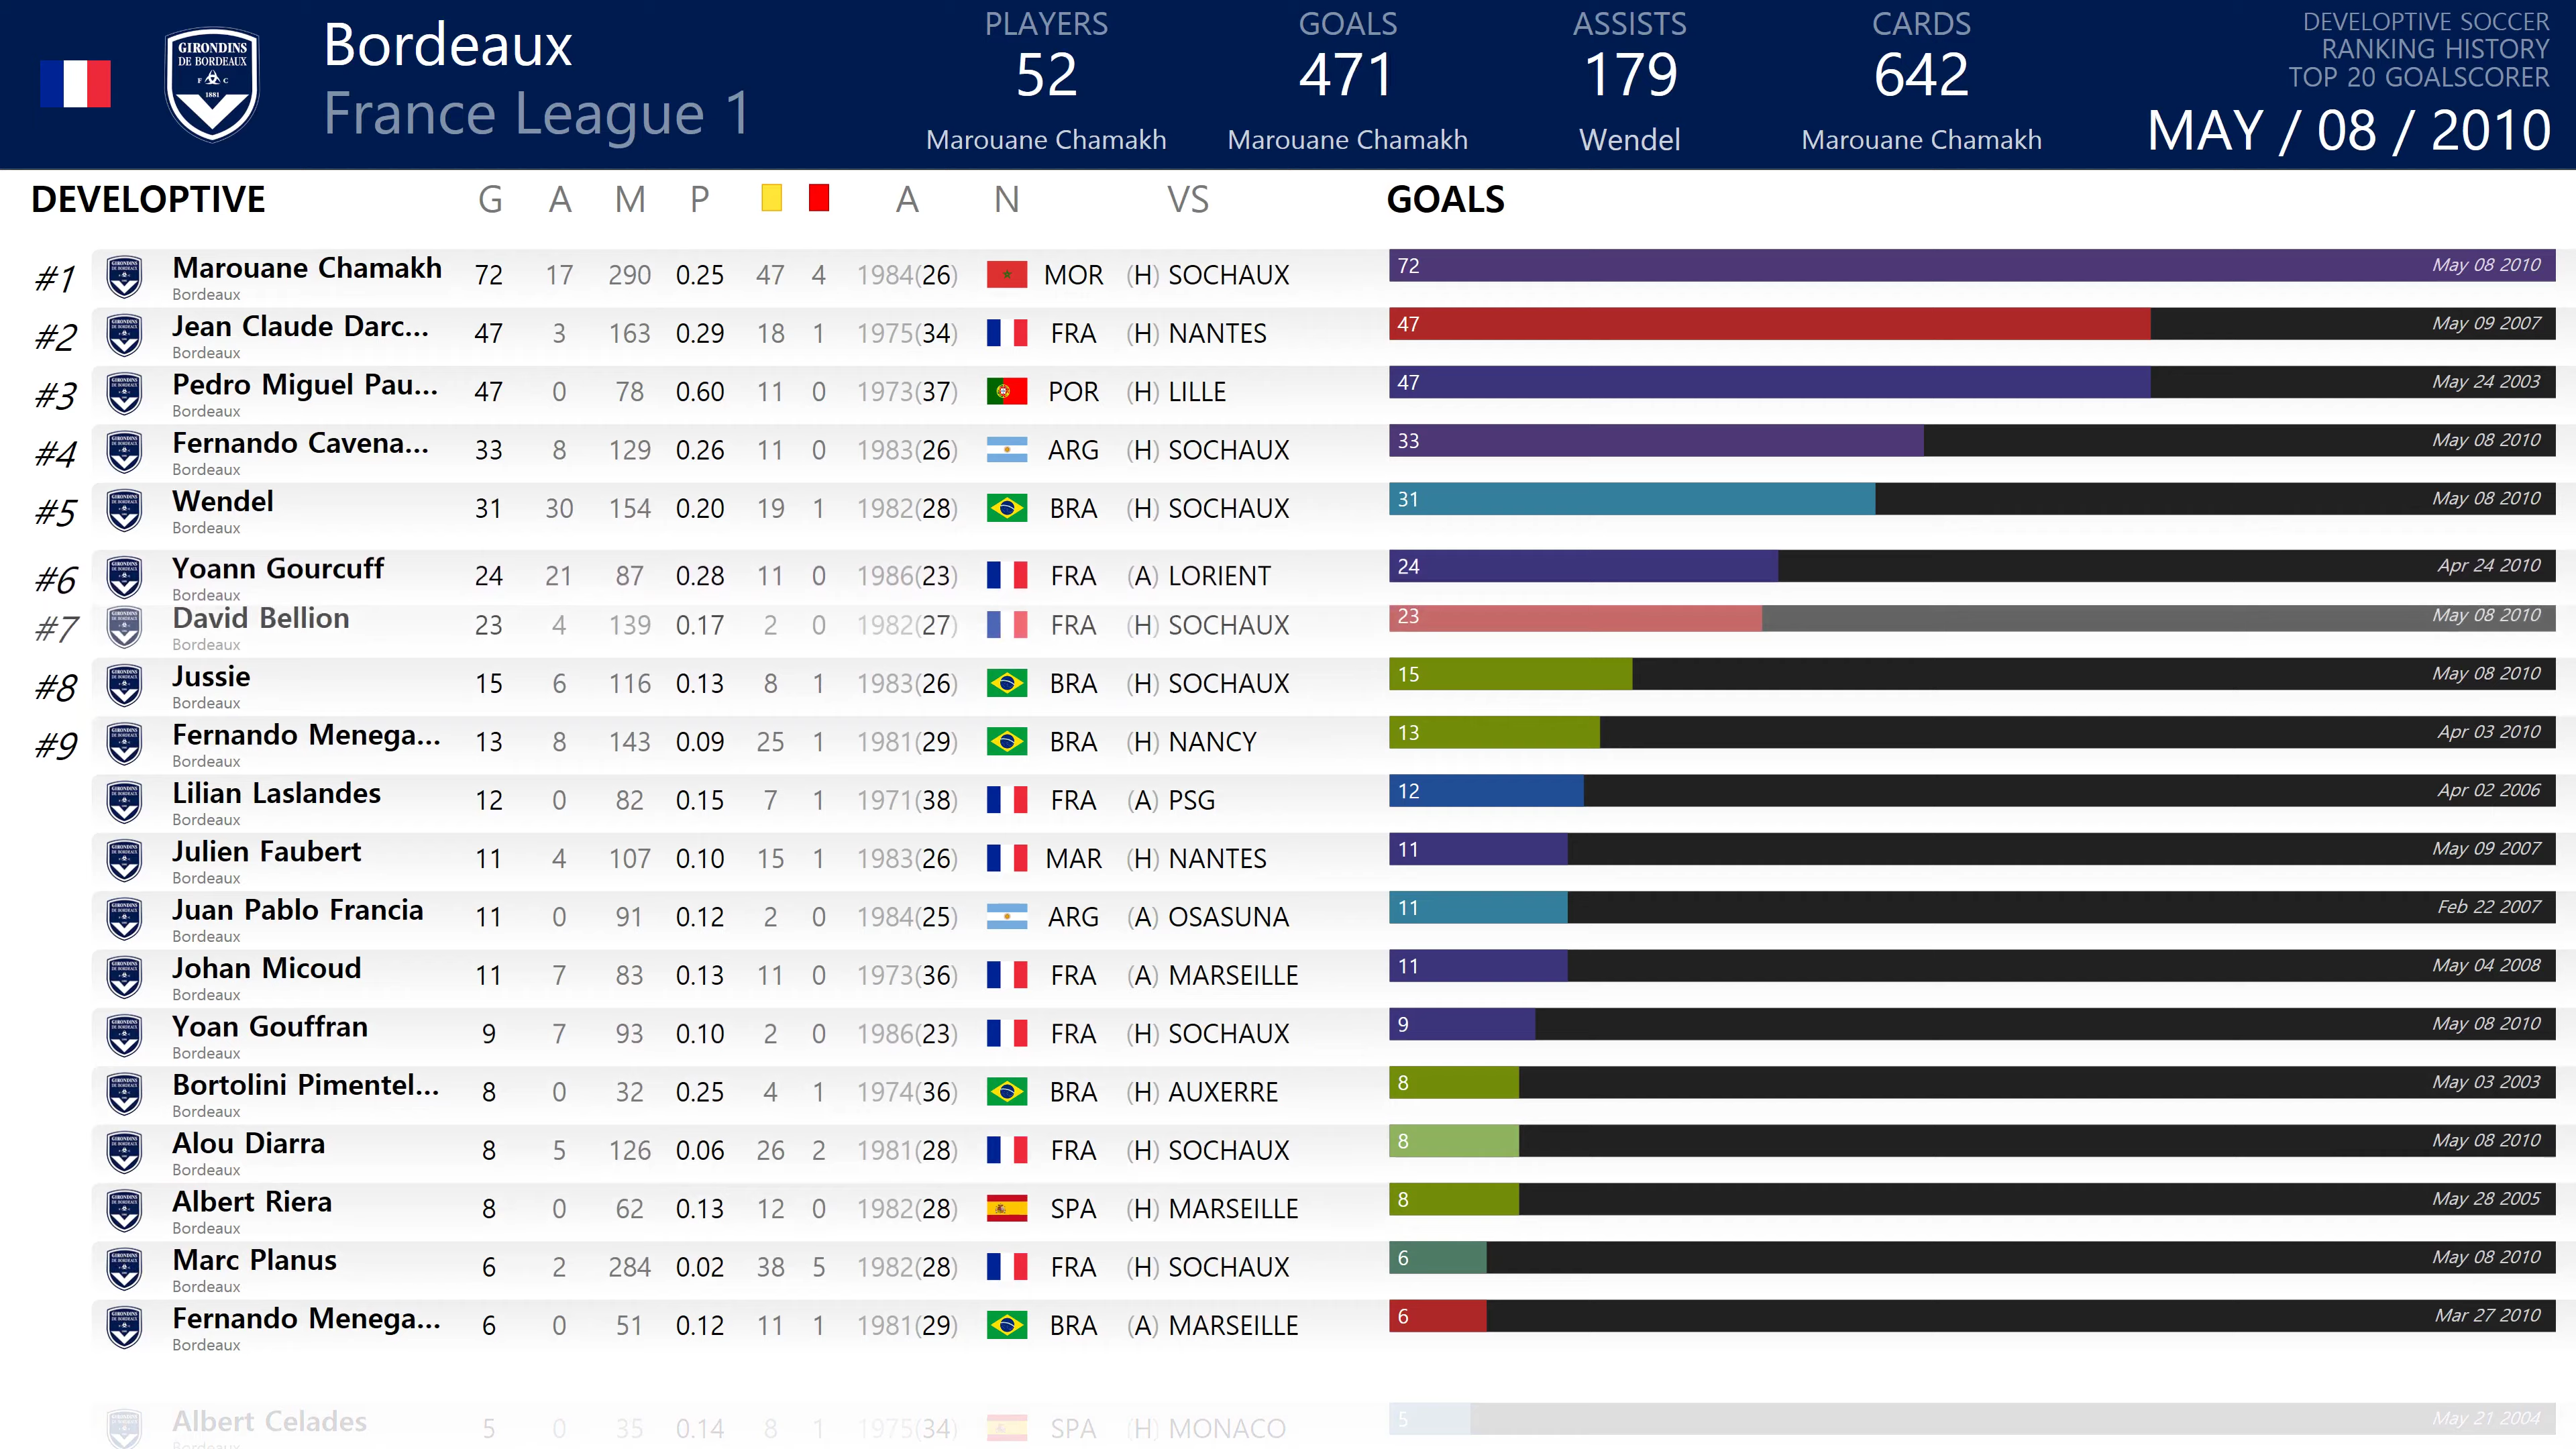 GIRONDINS
DE BORDEAUX
F C
1881
Bordeaux
France League 1
PLAYERS
52
Marouane Chamakh
GOALS
471
Marouane Chamakh
ASSISTS
179
Wendel
CARDS
642
Marouane Chamakh
DEVELOPTIVE SOCCER
RANKING HISTORY
TOP 20 GOALSCORER
MAY / 08 / 2010
DEVELOPTIVE G A M P A N VS GOALS
#1 Marouane Chamakh 72 17 290 0.25 47 4 1984(26) MOR (H) SOCHAUX 72 May 08 2010
Bordeaux
#2 Jean Claude Darc... 47 3 163 0.29 18 1 1975(34) FRA (H) NANTES 47 May 09 2007
Bordeaux
#3 Pedro Miguel Pau... 47 0 78 0.60 11 0 1973(37) POR (H) LILLE 47 May 24 2003
Bordeaux
#4 Fernando Cavena... 33 8 129 0.26 11 0 1983(26) ARG (H) SOCHAUX 33 May 08 2010
Bordeaux
#5 Wendel 31 30 154 0.20 19 1 1982(28) BRA (H) SOCHAUX 31 May 08 2010
Bordeaux
#6 Yoann Gourcuff 24 21 87 0.28 11 0 1986(23) FRA (A) LORIENT 24 Apr 24 2010
Bordeaux
#7 David Bellion 23 4 139 0.17 2 0 1982(27) FRA (H) SOCHAUX 23 May 08 2010
Bordeaux
#8 Jussie 15 6 116 0.13 8 1 1983(26) BRA (H) SOCHAUX 15 May 08 2010
Bordeaux
#9 Fernando Menega... 13 8 143 0.09 25 1 1981(29) BRA (H) NANCY 13 Apr 03 2010
Bordeaux
Lilian Laslandes 12 0 82 0.15 7 1 1971(38) FRA (A) PSG 12 Apr 02 2006
Bordeaux
Julien Faubert 11 4 107 0.10 15 1 1983(26) MAR (H) NANTES 11 May 09 2007
Bordeaux
Juan Pablo Francia 11 0 91 0.12 2 0 1984(25) ARG (A) OSASUNA 11 Feb 22 2007
Bordeaux
Johan Micoud 11 7 83 0.13 11 0 1973(36) FRA (A) MARSEILLE 11 May 04 2008
Bordeaux
Yoan Gouffran 9 7 93 0.10 2 0 1986(23) FRA (H) SOCHAUX 9 May 08 2010
Bordeaux
Bortolini Pimentel... 8 0 32 0.25 4 1 1974(36) BRA (H) AUXERRE 8 May 03 2003
Bordeaux
Alou Diarra 8 5 126 0.06 26 2 1981(28) FRA (H) SOCHAUX 8 May 08 2010
Bordeaux
Albert Riera 8 0 62 0.13 12 0 1982(28) SPA (H) MARSEILLE 8 May 28 2005
Bordeaux
Marc Planus 6 2 284 0.02 38 5 1982(28) FRA (H) SOCHAUX 6 May 08 2010
Bordeaux
Fernando Menega... 6 0 51 0.12 11 1 1981(29) BRA (A) MARSEILLE 6 Mar 27 2010
Bordeaux
Albert Celades 5 0 35 0.14 8 1 1975(34) SPA (H) MONACO 5 May 21 2004
Bordeaux